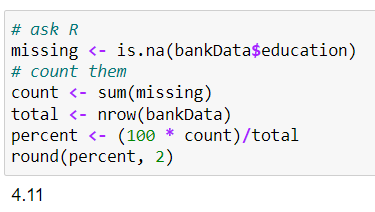 # ask R
missing <- is.na(bankData$education)
# count them
count <- sum(missing)
total <- nrow(bankData)
percent <- (100 * count)/total
round(percent, 2)
4.11